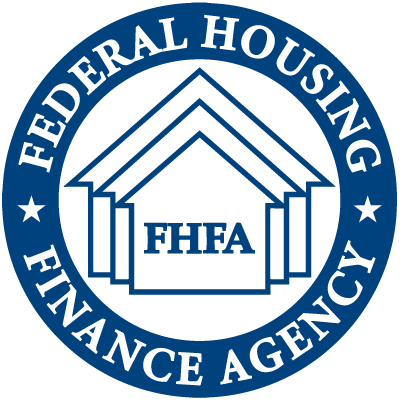 FEDERAL HOUSING
FHFA
FINANCE AGENCY